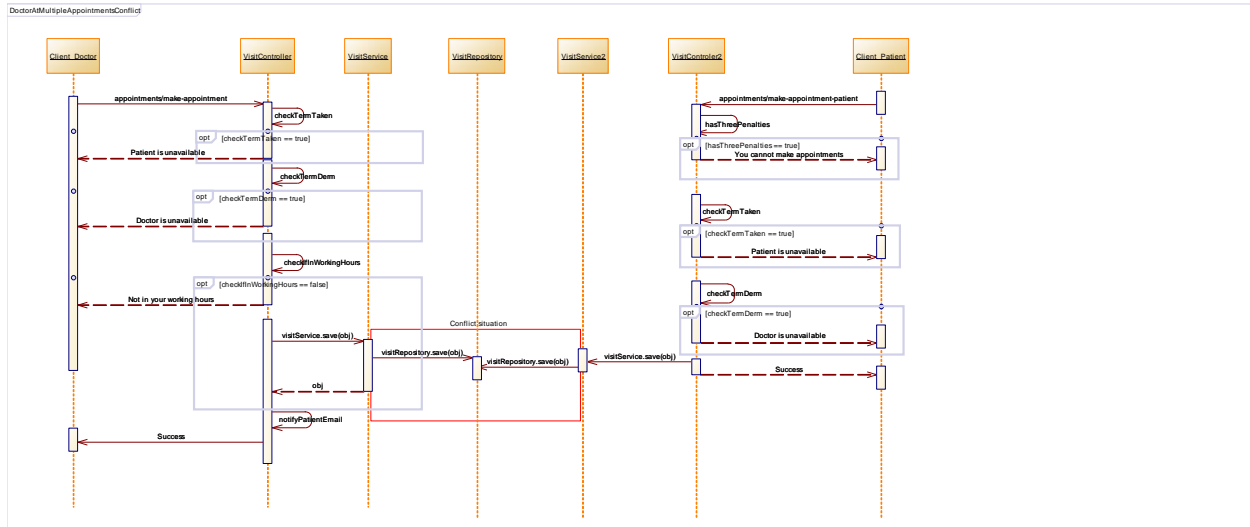 DoctorAtMultipleAppointmentsConflict
Client_Doctor
VisitController
VisitService
VisitRepository
VisitService2
VisitControler2
Client_Patient
appointments/make-appointment
appointments/make-appointment-patient
checkTermTaken
hasThreePenalties
opt [checkTermTaken == true]
opt [hasThreePenalties == true]
Patient is unavailable
You cannot make appointments
checkTermDerm
opt [checkTermDerm == true]
checkTermTaken
Doctor is unavailable
opt [checkTermTaken == true]
Patient is unavailable
checkIfInWorkingHours
opt [checkIfInWorkingHours == false]
checkTermDerm
Not in your working hours
opt [checkTermDerm == true]
Conflict situation
visitService.save(obj)
Doctor is unavailable
visitRepository.save(obj)
visitRepository.save(obj)
visitService.save(obj)
Success
obj
notifyPatientEmail
Success